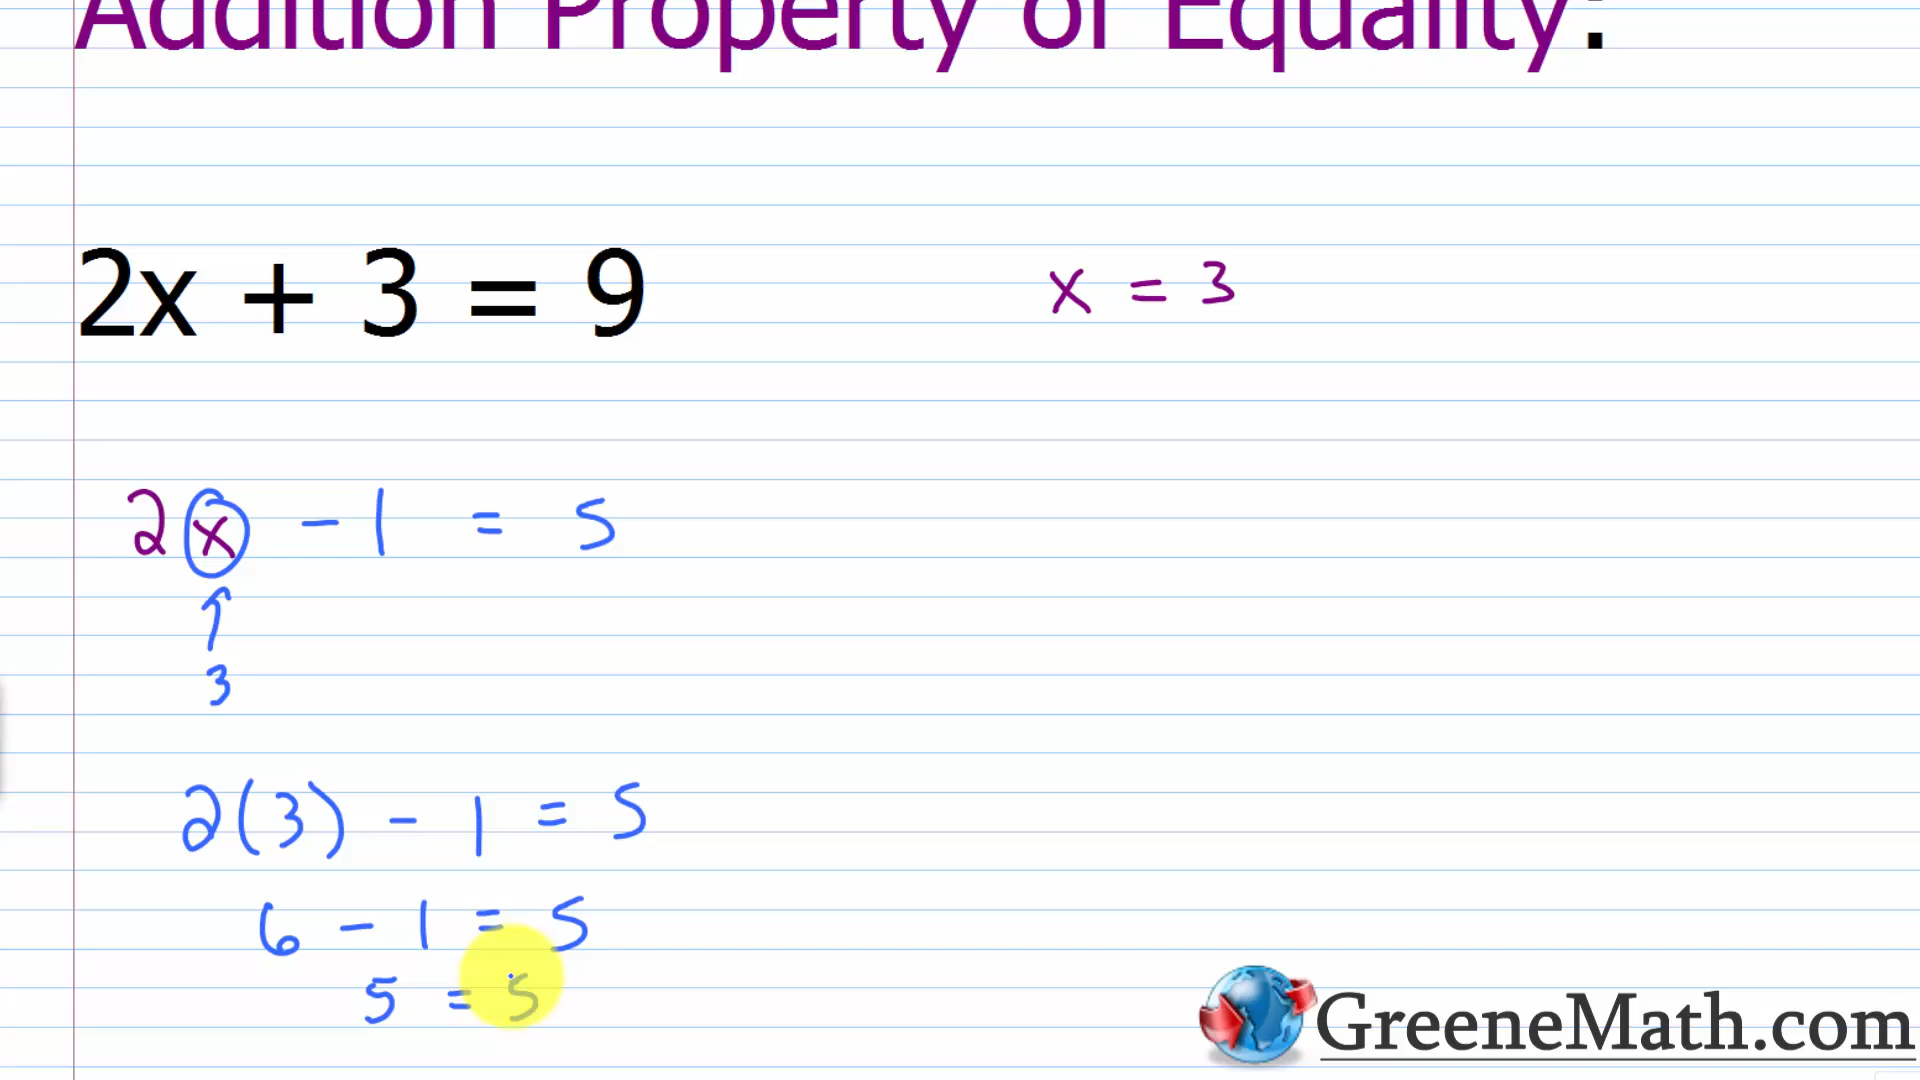 Addition Property of Equality:
2x + 3 = 9
x = 3
2x - 1 = 5
3
2(3) - 1 = 5
6 - 1 = 5
5 = 5
GreeneMath.com